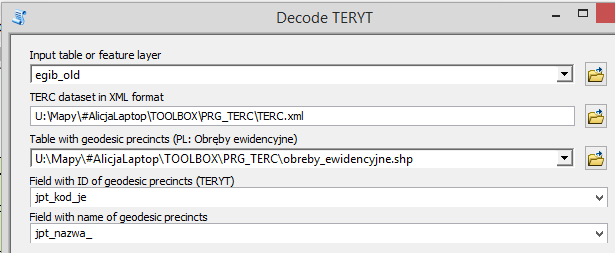 Decode TERYT
Input table or feature layer
egib_old
TERC dataset in XML format
U:\Mapy\#AlicjaLaptop\TOOLBOX\PRG_TERC\TERC.xml
Table with geodesic precincts (PL: Obręby ewidencyjne)
U:\Mapy\#AlicjaLaptop\TOOLBOX\PRG_TERC\obreby_ewidencyjne.shp
Field with ID of geodesic precincts (TERYT)
jpt_kod_je
Field with name of geodesic precincts
jpt_nazwa_